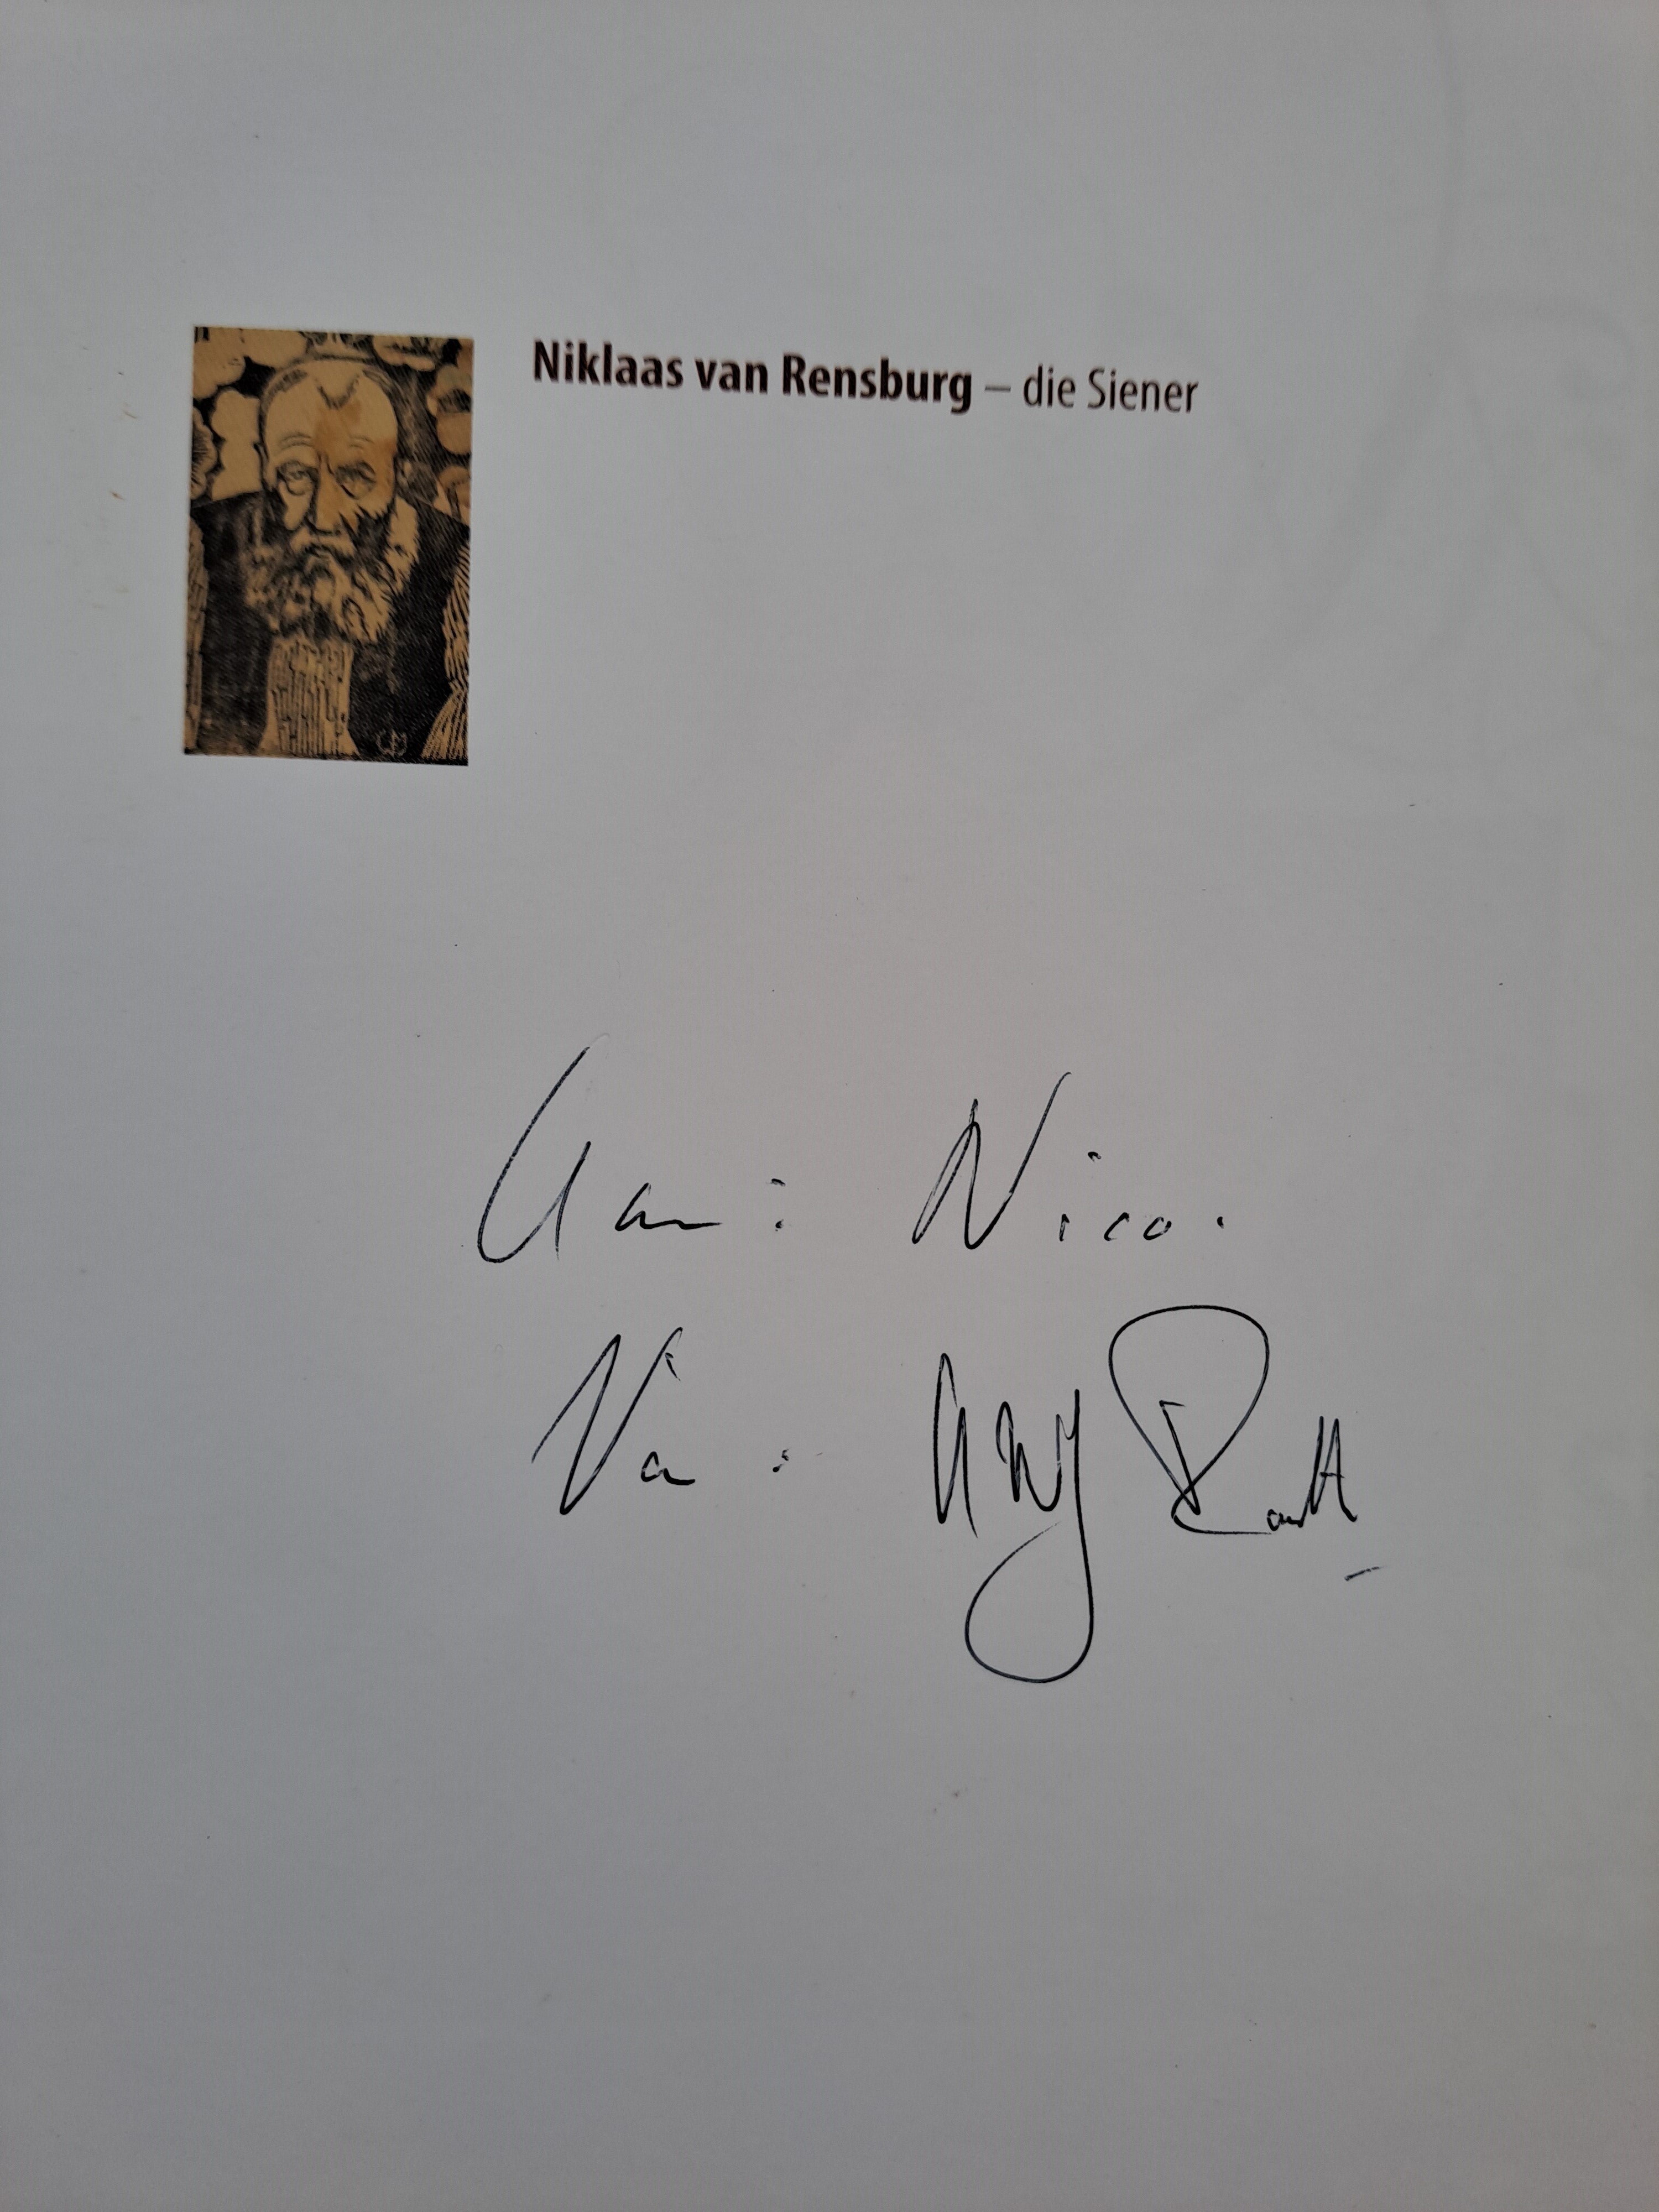 Niklaas van Rensburg – die Siener
Aan: Nico.
Van: